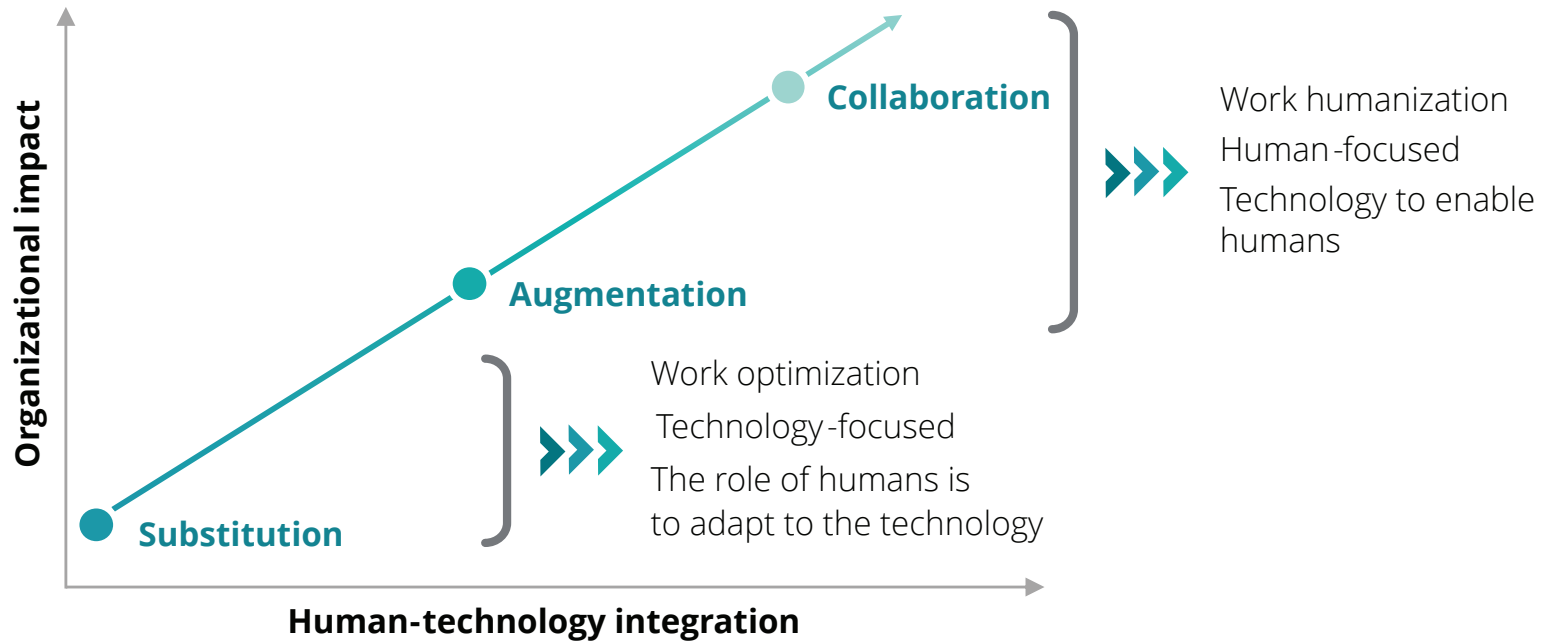 Organizational impact
Collaboration
Work humanization
Human-focused
Technology to enable
humans
Augmentation
Work optimization
Technology-focused
The role of humans is
to adapt to the technology
Substitution
Human-technology integration